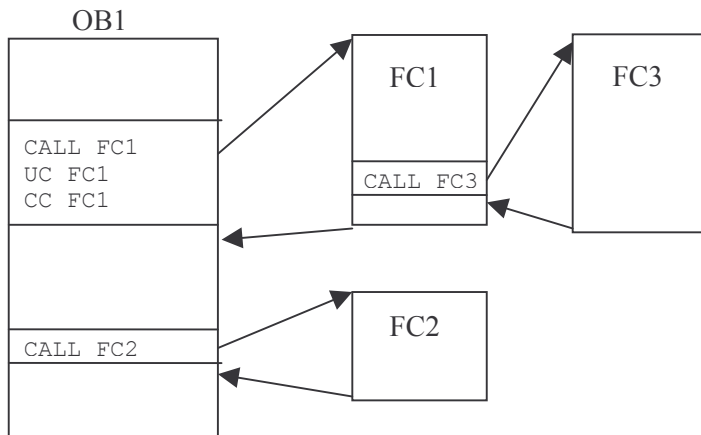 OB1
CALL FC1
UC FC1
CC FC1
CALL FC2
FC1
CALL FC3
FC3
FC2